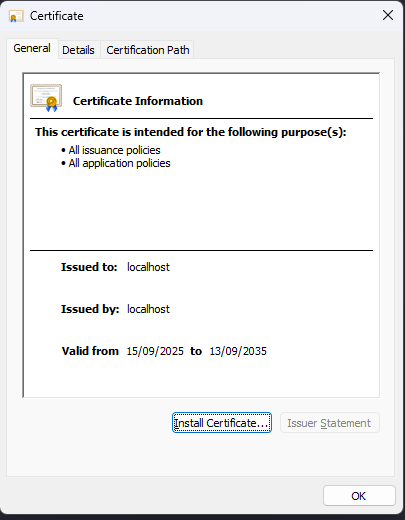 Certificate
General Details Certification Path
Certificate Information
This certificate is intended for the following purpose(s):
• All issuance policies
• All application policies
Issued to: localhost
Issued by: localhost
Valid from 15/09/2025 to 13/09/2035
Install Certificate... Issuer Statement
OK